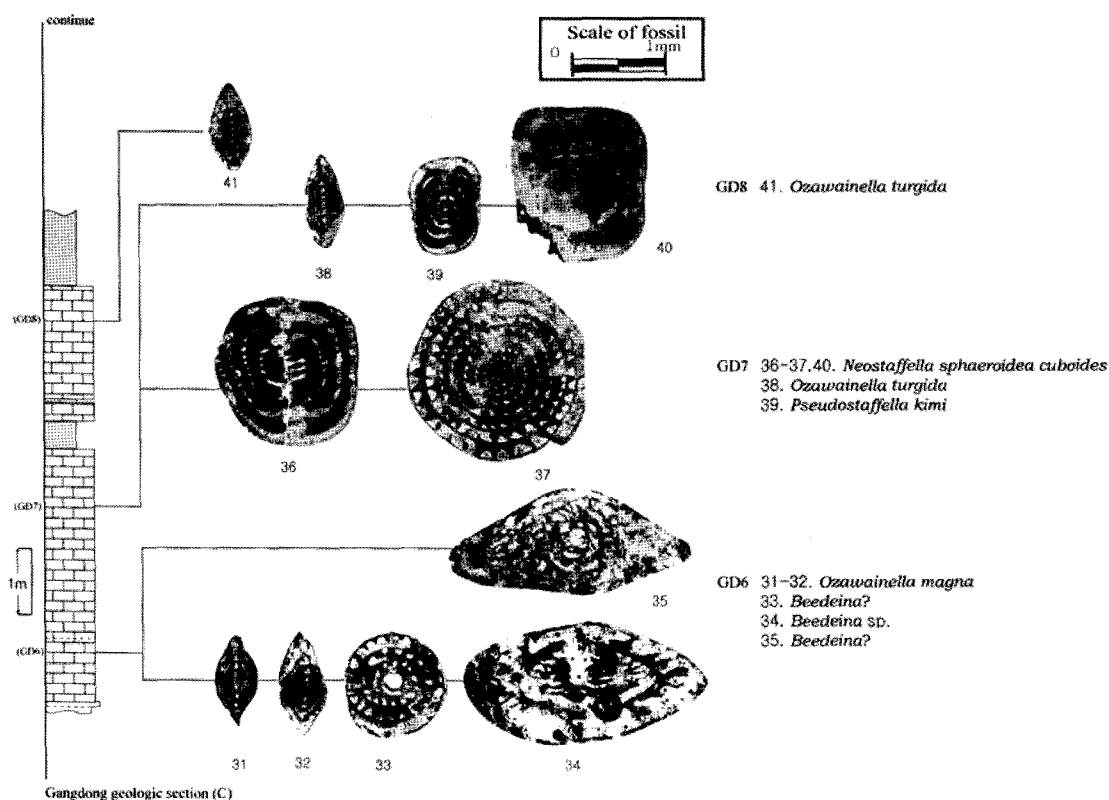 continue
Scale of fossil
0 1mm
41
38
39
40
GD8 41. Ozawainella turgida
(GD8)
36
37
GD7 36-37,40. Neostaffella sphaeroidea cuboides
38. Ozawainella turgida
39. Pseudostaffella kimi
(GD7)
1m
35
GD6 31-32. Ozawainella magna
33. Beedeina?
34. Beedeina sp.
35. Beedeina?
(GD6)
31
32
33
34
Gangdong geologic section (C)